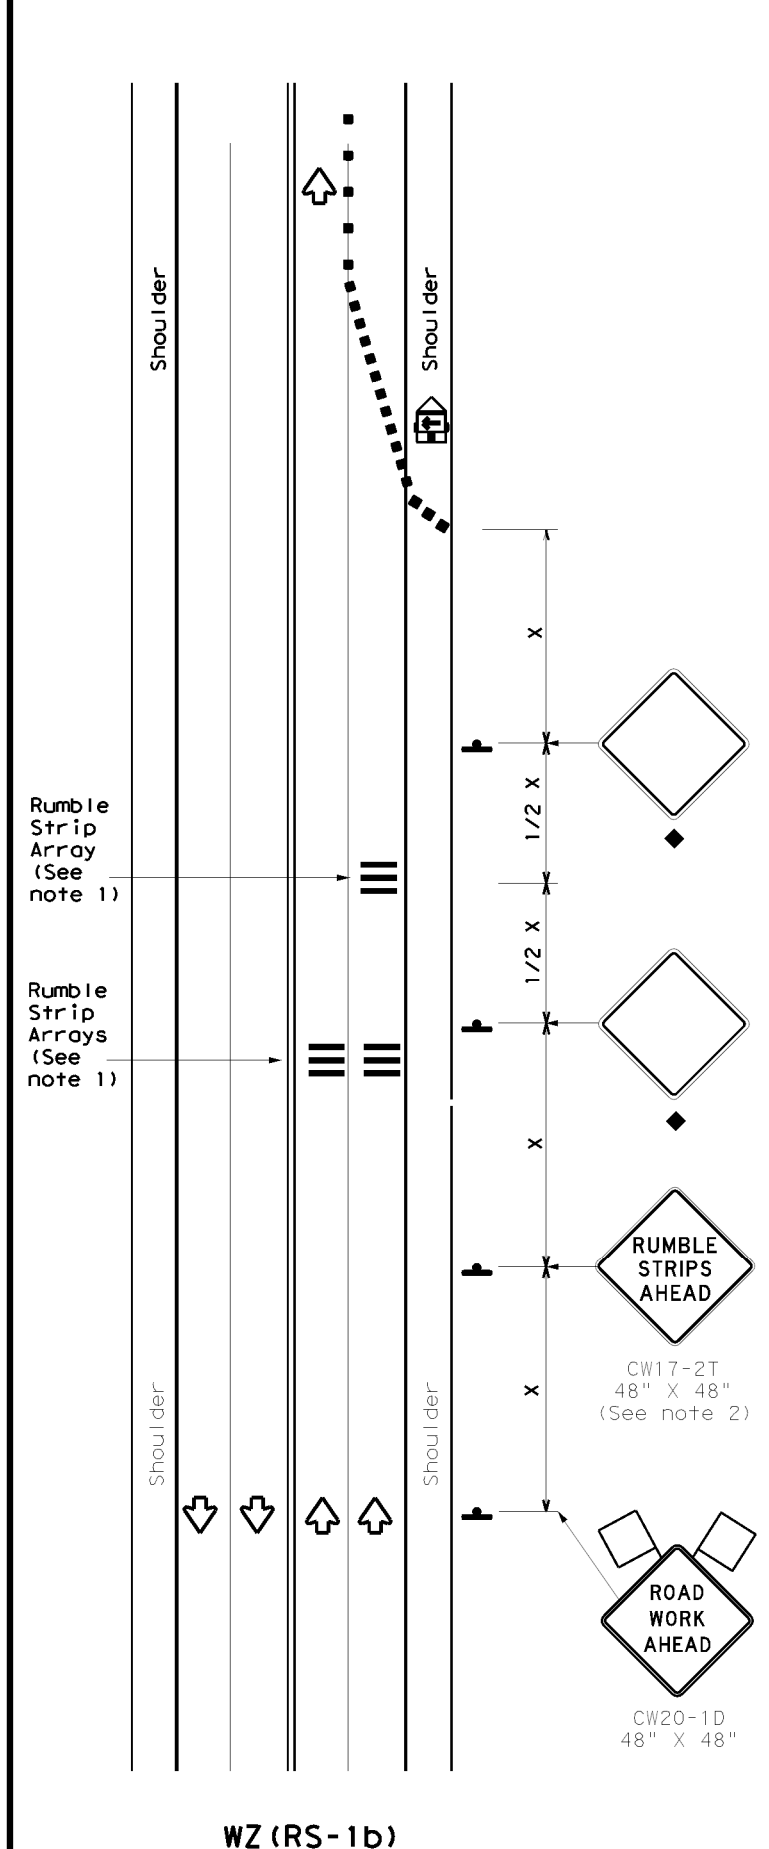 Shoulder
Shoulder
X
1/2 X
Rumble
Strip
Array
(See
note 1)
1/2 X
Rumble
Strip
Arrays
(See
note 1)
X
RUMBLE
STRIPS
AHEAD
CW17-2T
48" X 48"
(See note 2)
X
Shoulder
Shoulder
ROAD
WORK
AHEAD
CW20-1D
48" X 48"
WZ(RS-1b)